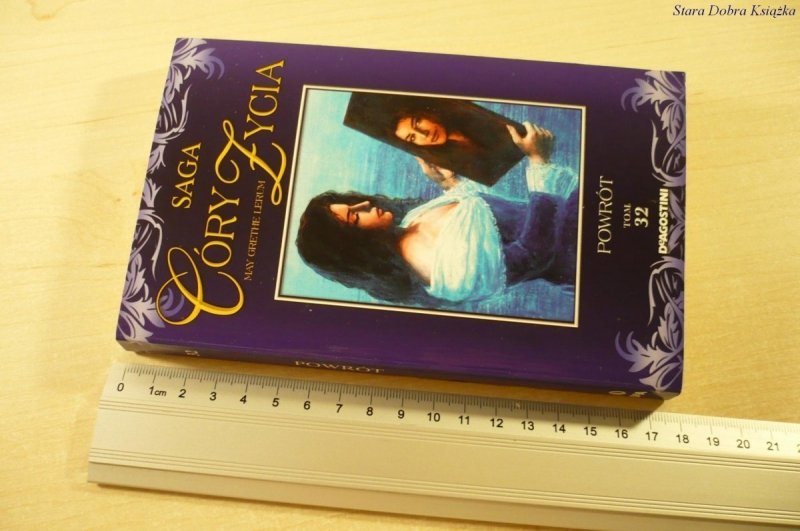 Stara Dobra Książka
SAGA
CÓRY ŻYCIA
MAY GRETHE LERUM
POWRÓT
TOM
32
DeAGOSTINI
32
POWRÓT
0 1cm 2 3 4 5 6 7 8 9 10 11 12 13 14 15 16 17 18 19 20 21